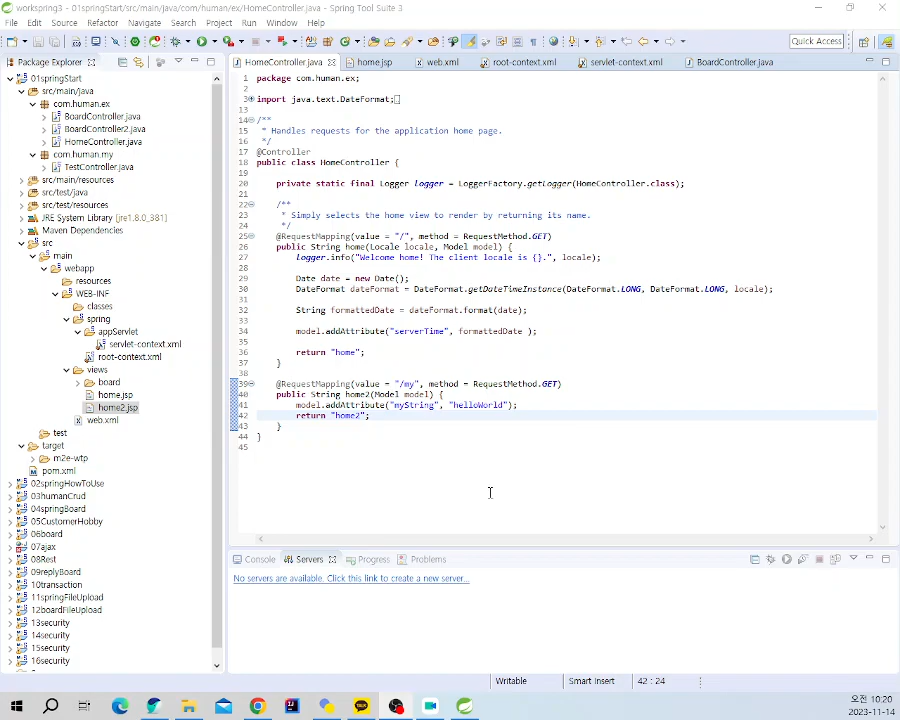 workspring3 - 01springStart/src/main/java/com/human/ex/HomeController.java - Spring Tool Suite 3
File Edit Source Refactor Navigate Search Project Run Window Help
Quick Access
Package Explorer
01springStart
src/main/java
com.human.ex
BoardController.java
BoardController2.java
HomeController.java
com.human.my
TestController.java
src/main/resources
src/test/java
src/test/resources
JRE System Library [jre1.8.0_381]
Maven Dependencies
src
main
webapp
resources
WEB-INF
classes
spring
appServlet
servlet-context.xml
root-context.xml
views
board
home.jsp
home2.jsp
web.xml
test
target
m2e-wtp
pom.xml
02springHowToUse
03humanCrud
04springBoard
05CustomerHobby
06board
07ajax
08Rest
09replyBoard
10transaction
11springFileUpload
12boardFileUpload
13security
14security
15security
16security
HomeController.java home.jsp web.xml root-context.xml servlet-context.xml BoardController.java
1 package com.human.ex;
2
3 import java.text.DateFormat;
13
14 /**
15 * Handles requests for the application home page.
16 */
17 @Controller
18 public class HomeController {
19
20 private static final Logger logger = LoggerFactory.getLogger(HomeController.class);
21
22 /**
23 * Simply selects the home view to render by returning its name.
24 */
25 @RequestMapping(value = "/", method = RequestMethod.GET)
26 public String home(Locale locale, Model model) {
27 logger.info("Welcome home! The client locale is {}.", locale);
28
29 Date date = new Date();
30 DateFormat dateFormat = DateFormat.getDateTimeInstance(DateFormat.LONG, DateFormat.LONG, locale);
31
32 String formattedDate = dateFormat.format(date);
33
34 model.addAttribute("serverTime", formattedDate );
35
36 return "home";
37 }
38
39 @RequestMapping(value = "/my", method = RequestMethod.GET)
40 public String home2(Model model) {
41 model.addAttribute("myString", "helloWorld");
42 return "home2";
43 }
44 }
45
Console Servers Progress Problems
No servers are available. Click this link to create a new server...
Writable Smart Insert 42 : 24
오전 10:20
2023-11-14